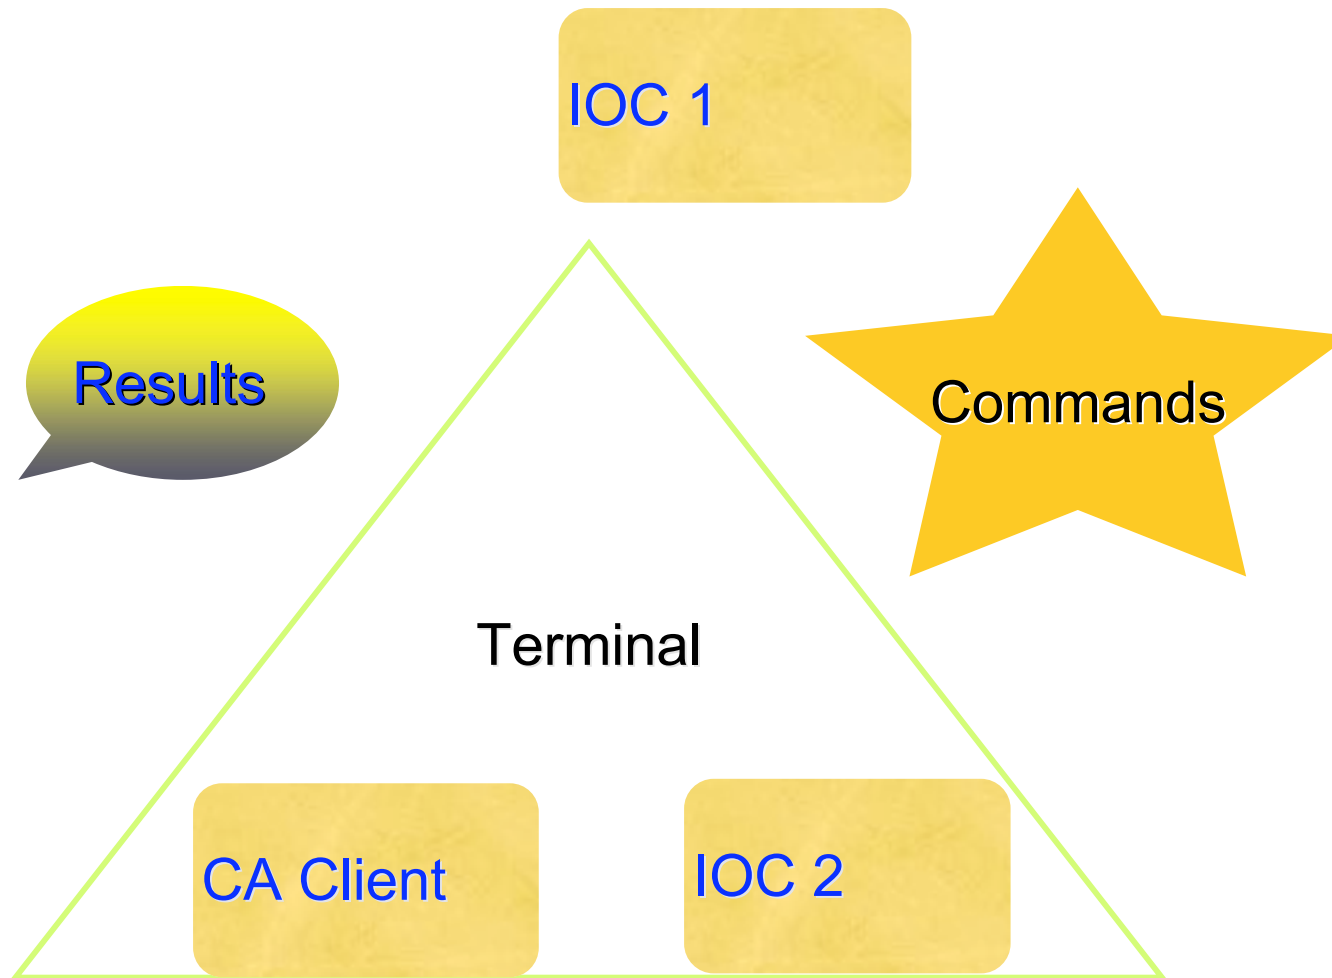 IOC 1
Results
Commands
Terminal
CA Client
IOC 2